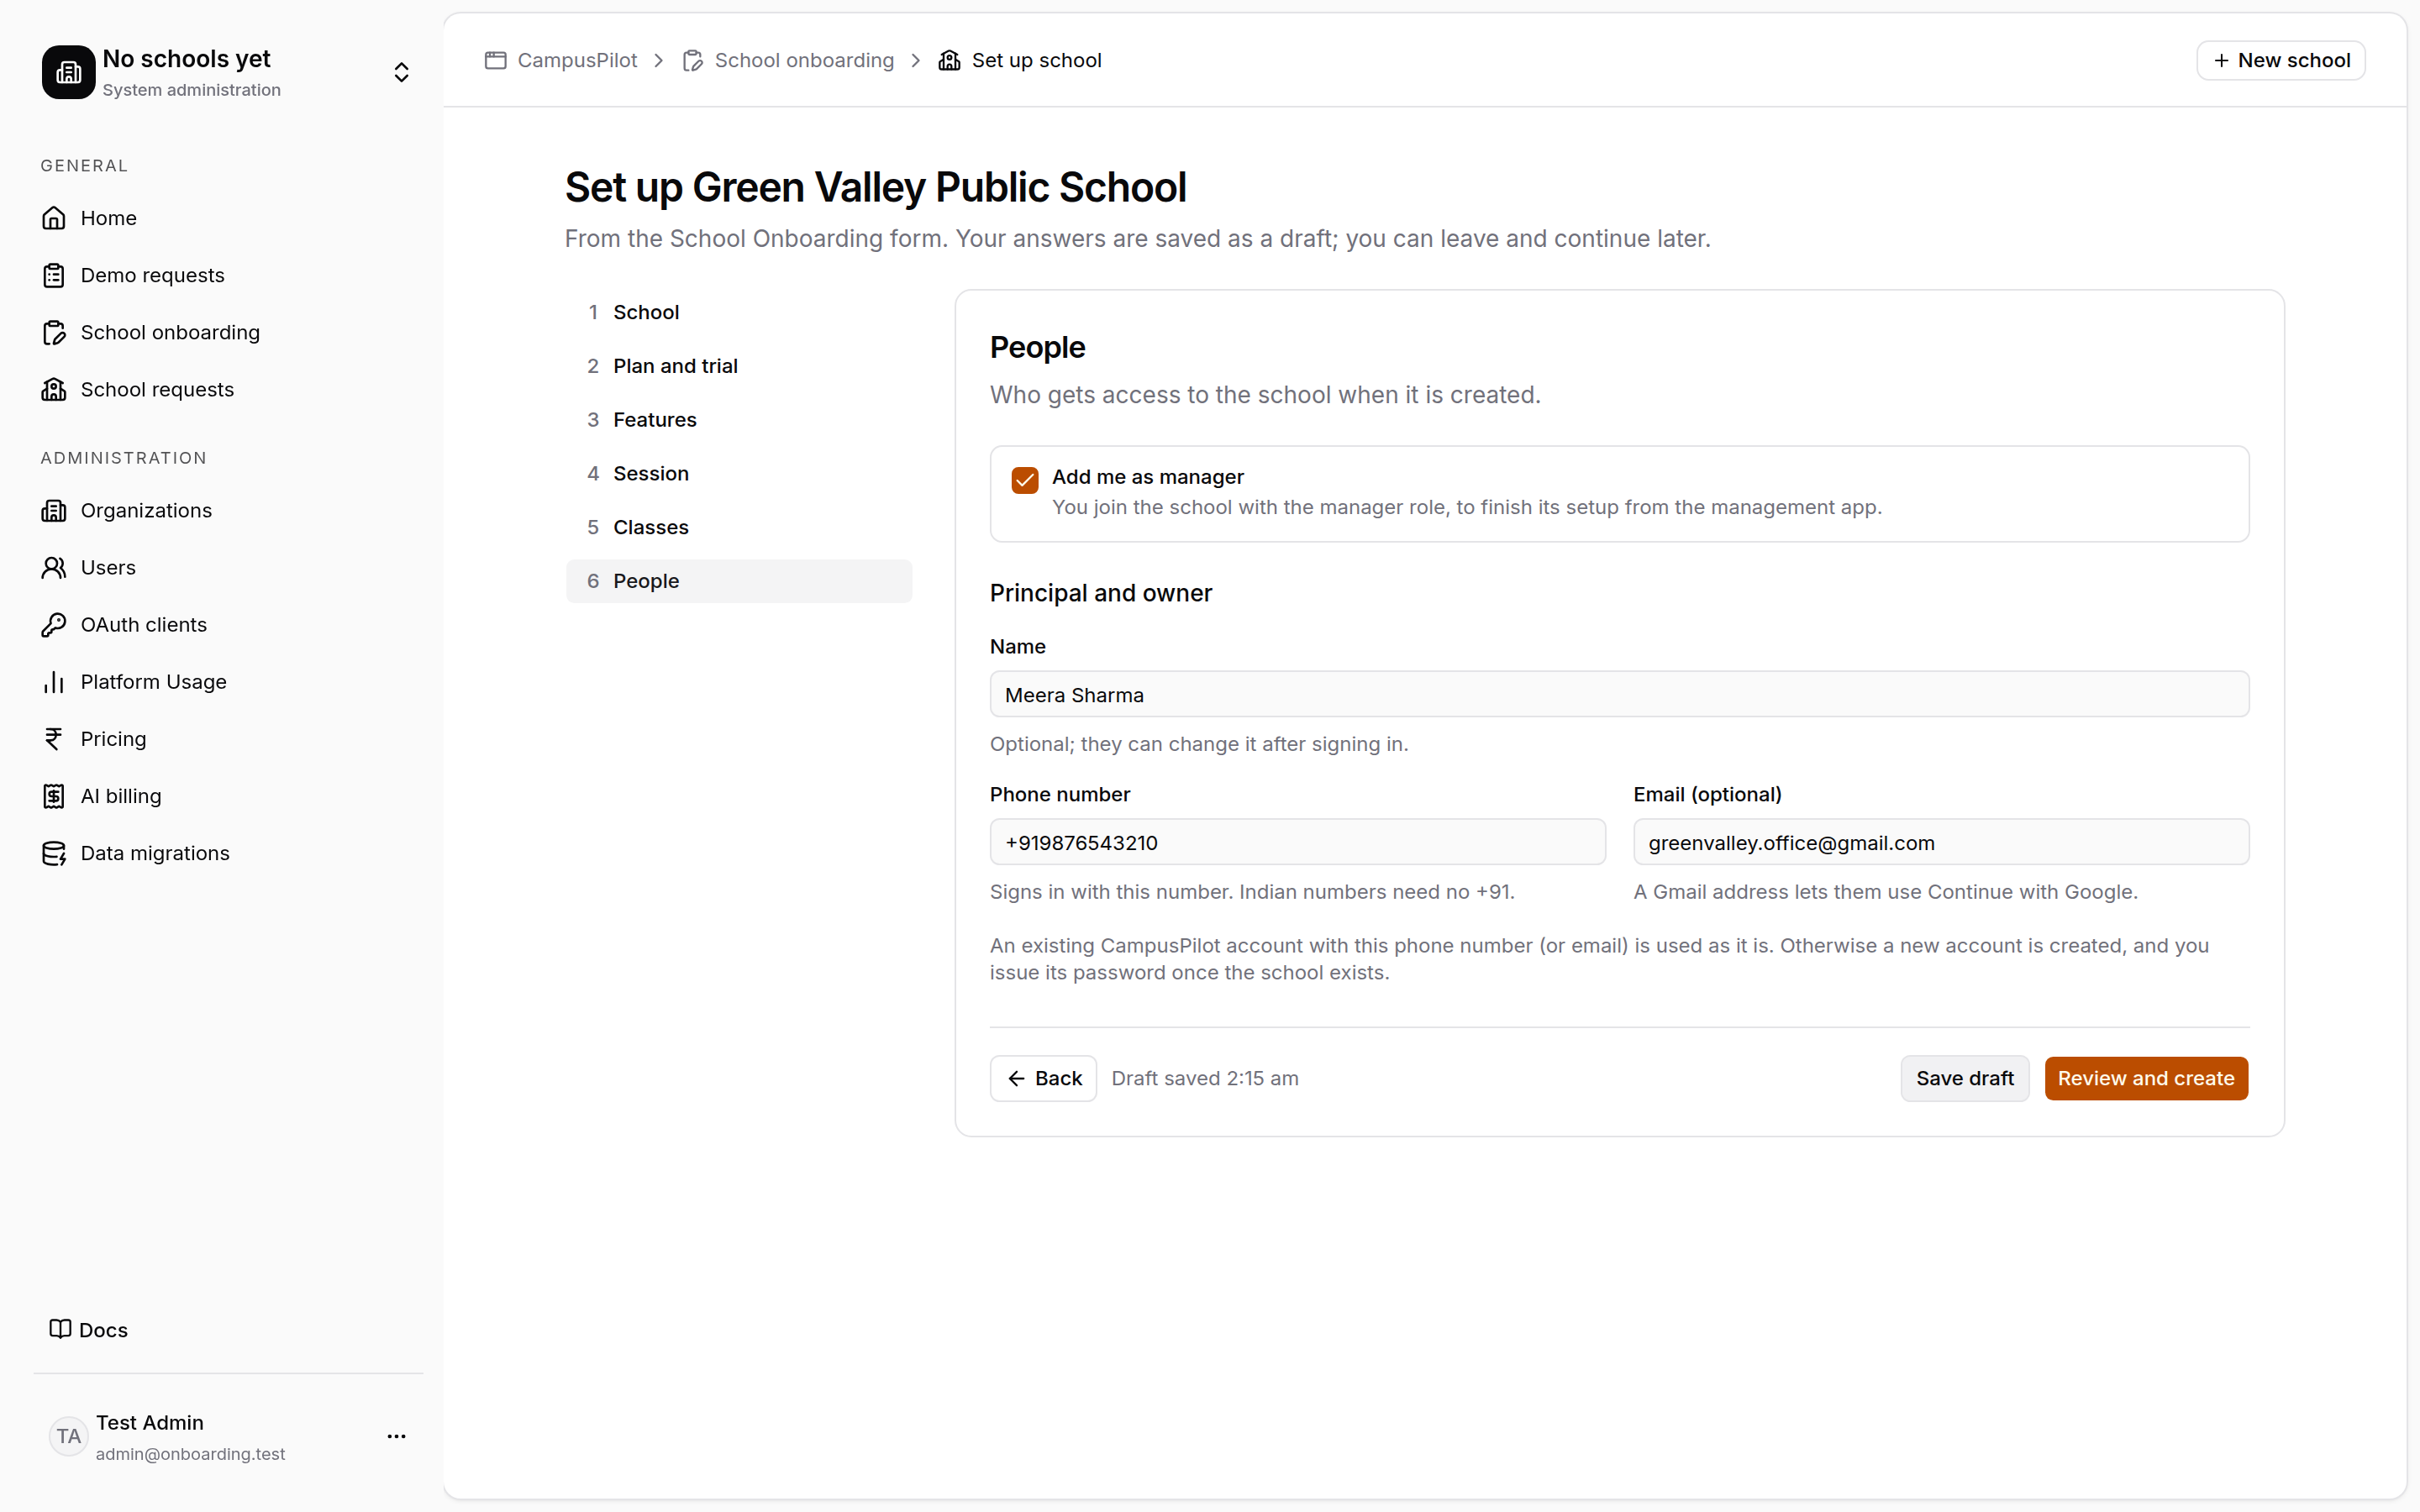 No schools yet
System administration
GENERAL
Home
Demo requests
School onboarding
School requests
ADMINISTRATION
Organizations
Users
OAuth clients
Platform Usage
Pricing
AI billing
Data migrations
Docs
TA
Test Admin
admin@onboarding.test
CampusPilot > School onboarding > Set up school
+ New school
Set up Green Valley Public School
From the School Onboarding form. Your answers are saved as a draft; you can leave and continue later.
1 School
2 Plan and trial
3 Features
4 Session
5 Classes
6 People
People
Who gets access to the school when it is created.
Add me as manager
You join the school with the manager role, to finish its setup from the management app.
Principal and owner
Name
Meera Sharma
Optional; they can change it after signing in.
Phone number
+919876543210
Signs in with this number. Indian numbers need no +91.
Email (optional)
greenvalley.office@gmail.com
A Gmail address lets them use Continue with Google.
An existing CampusPilot account with this phone number (or email) is used as it is. Otherwise a new account is created, and you
issue its password once the school exists.
Back
Draft saved 2:15 am
Save draft
Review and create